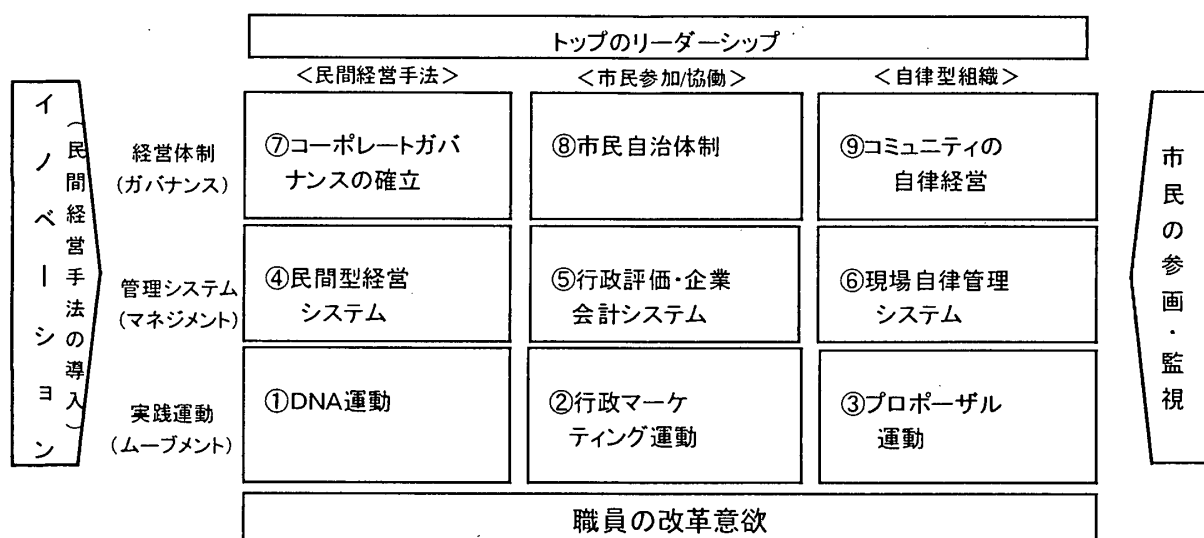 トップのリーダーシップ
＜民間経営手法＞
＜市民参加/協働＞
＜自律型組織＞
イノベーション
（民間経営手法の導入）
経営体制
(ガバナンス)
⑦コーポレートガバ
ナンスの確立
⑧市民自治体制
⑨コミュニティの
自律経営
管理システム
(マネジメント)
④民間型経営
システム
⑤行政評価・企業
会計システム
⑥現場自律管理
システム
実践運動
(ムーブメント)
①DNA運動
②行政マーケ
ティング運動
③プロポーザル
運動
市民の参画・監視
職員の改革意欲